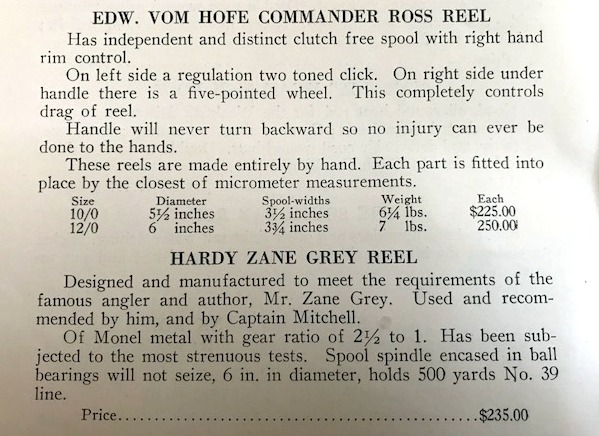 EDW. VOM HOFE COMMANDER ROSS REEL
Has independent and distinct clutch free spool with right hand
rim control.
On left side a regulation two toned click. On right side under
handle there is a five-pointed wheel. This completely controls
drag of reel.
Handle will never turn backward so no injury can ever be
done to the hands.
These reels are made entirely by hand. Each part is fitted into
place by the closest of micrometer measurements.
Size Diameter Spool-widths Weight Each
10/0 5½ inches 3½ inches 6¼ lbs. $225.00
12/0 6 inches 3¾ inches 7 lbs. 250.00
HARDY ZANE GREY REEL
Designed and manufactured to meet the requirements of the
famous angler and author, Mr. Zane Grey. Used and recom-
mended by him, and by Captain Mitchell.
Of Monel metal with gear ratio of 2½ to 1. Has been sub-
jected to the most strenuous tests. Spool spindle encased in ball
bearings will not seize, 6 in. in diameter, holds 500 yards No. 39
line.
Price.................................................$235.00